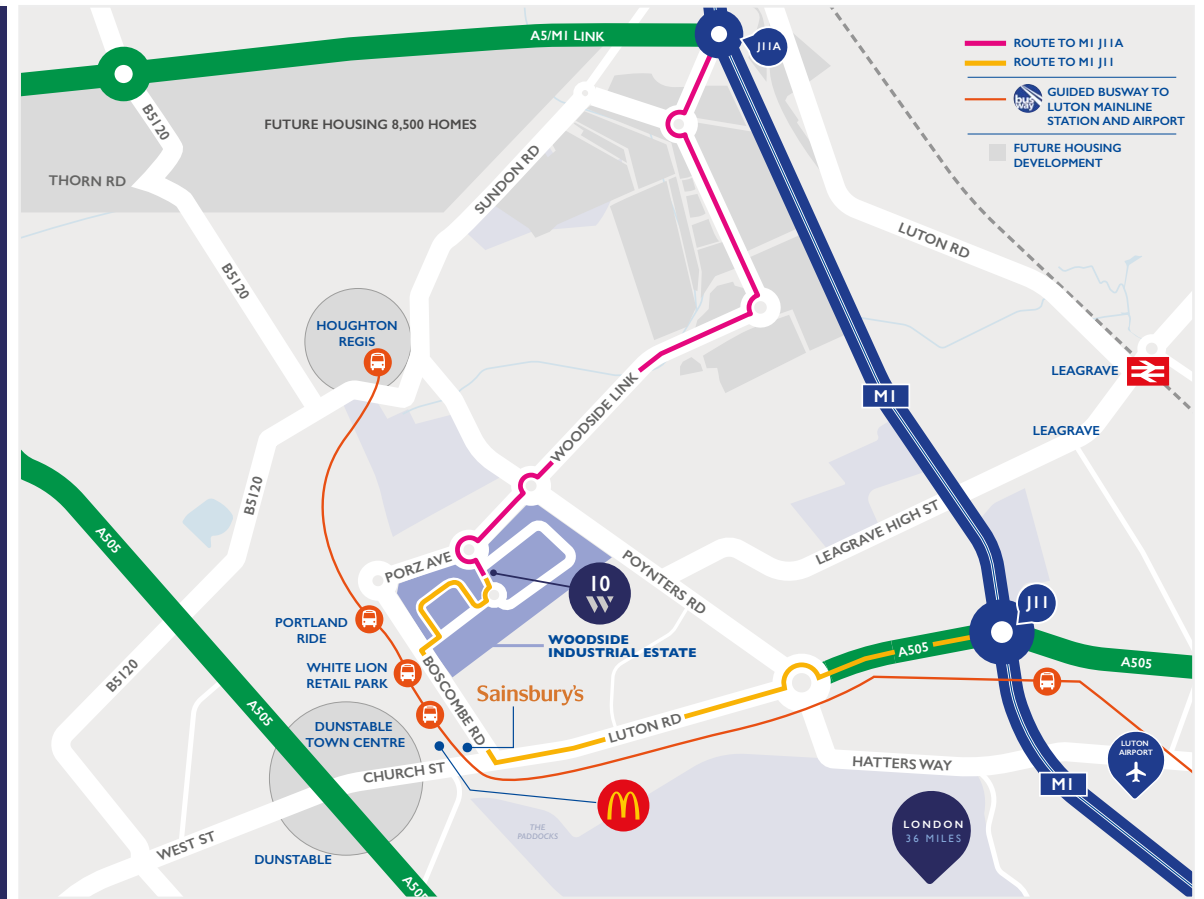 A5/M1 LINK
J11A
ROUTE TO M1 J11A
ROUTE TO M1 J11
busway
GUIDED BUSWAY TO
LUTON MAINLINE
STATION AND AIRPORT
FUTURE HOUSING
DEVELOPMENT
B5120
FUTURE HOUSING 8,500 HOMES
THORN RD
SUNDON RD
LUTON RD
B5120
HOUGHTON
REGIS
LEAGRAVE
M1
WOODSIDE LINK
LEAGRAVE
B5120
LEAGRAVE HIGH ST
A505
PORZ AVE
POYNTERS RD
10
W
J11
PORTLAND
RIDE
WOODSIDE
INDUSTRIAL ESTATE
A505
A505
WHITE LION
RETAIL PARK
BOSCOMBE RD
B5120
Sainsbury's
A505
DUNSTABLE
TOWN CENTRE
LUTON RD
LUTON
AIRPORT
CHURCH ST
HATTERS WAY
M1
THE
PADDOCKS
LONDON
36 MILES
WEST ST
DUNSTABLE
A505